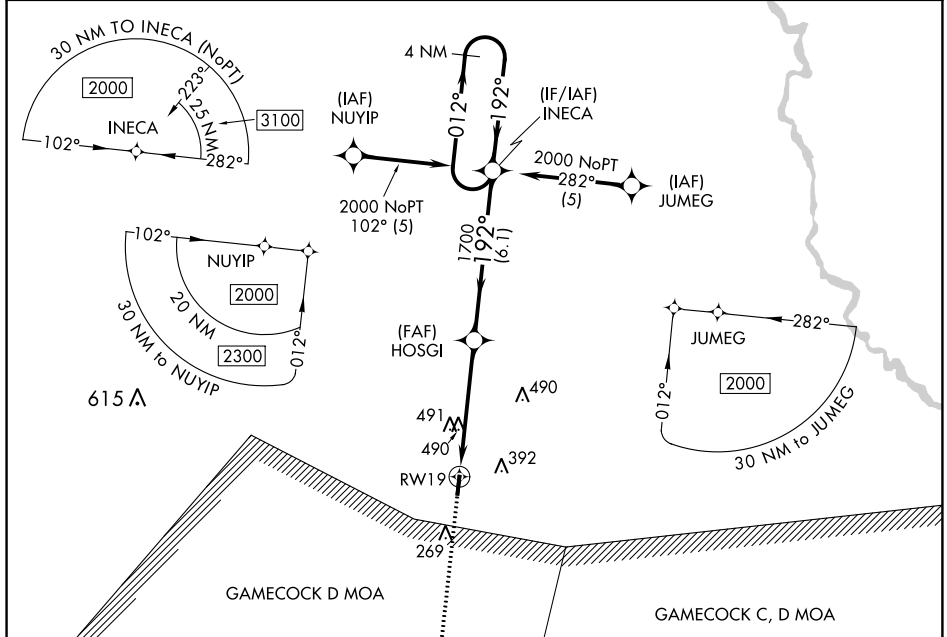 30 NM TO INECA (NoPT)
2000
223°
25 NM
3100
INECA
102°
282°
4 NM
012°
192°
(IF/IAF)
INECA
(IAF)
NUYIP
2000 NoPT
102° (5)
2000 NoPT
282°
(5)
(IAF)
JUMEG
1700
192°
(6.1)
102°
NUYIP
2000
20 NM
2300
012°
30 NM to NUYIP
(FAF)
HOSGI
282°
JUMEG
2000
012°
30 NM to JUMEG
615
490
491
490
392
RW19
269
GAMECOCK D MOA
GAMECOCK C, D MOA